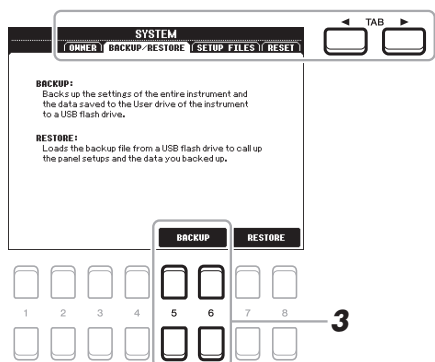 SYSTEM
◄ TAB ►
OWNER BACKUP/RESTORE SETUP FILES RESET
BACKUP:
Backs up the settings of the entire instrument and
the data saved to the User drive of the instrument
to a USB flash drive.
RESTORE:
Loads the backup file from a USB flash drive to call up
the panel setups and the data you backed up.
BACKUP RESTORE
1 2 3 4 5 6 7 8
3